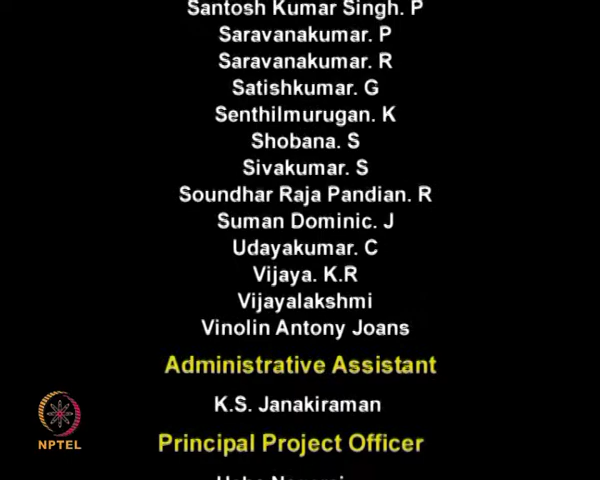 Santosh Kumar Singh. P
Saravanakumar. P
Saravanakumar. R
Satishkumar. G
Senthilmurugan. K
Shobana. S
Sivakumar. S
Soundhar Raja Pandian. R
Suman Dominic. J
Udayakumar. C
Vijaya. K.R
Vijayalakshmi
Vinolin Antony Joans
Administrative Assistant
K.S. Janakiraman
NPTEL
Principal Project Officer